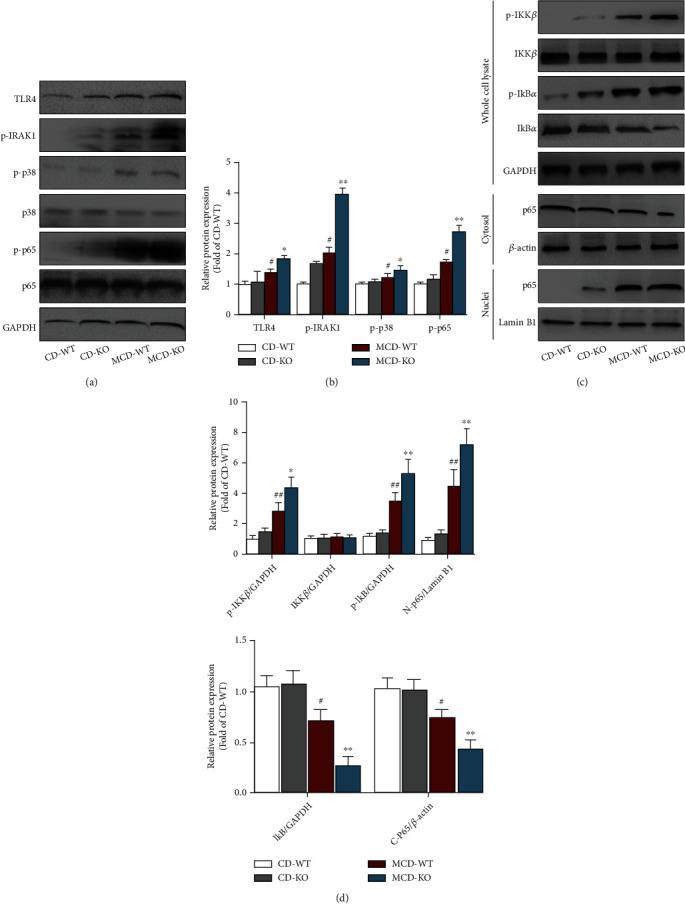 TLR4
p-IRAK1
p-p38
p38
p-p65
p65
GAPDH
CD-WT CD-KO MCD-WT MCD-KO
(a)
Relative protein expression
(Fold of CD-WT)
5
4
3
2
1
0
# * # ** # * # **
TLR4 p-IRAK1 p-p38 p-p65
CD-WT MCD-WT
CD-KO MCD-KO
(b)
Whole cell lysate
p-IKKβ
IKKβ
p-IkBα
IkBα
GAPDH
Cytosol
p65
β-actin
Nuclei
p65
Lamin B1
CD-WT CD-KO MCD-WT MCD-KO
(c)
Relative protein expression
(Fold of CD-WT)
10
8
6
4
2
0
## * ## ** ## **
p-IKKβ/GAPDH IKKβ/GAPDH p-IkB/GAPDH N-p65/Lamin B1
Relative protein expression
(Fold of CD-WT)
1.5
1.0
0.5
0.0
# ** # **
IkB/GAPDH C-P65/β-actin
CD-WT MCD-WT
CD-KO MCD-KO
(d)